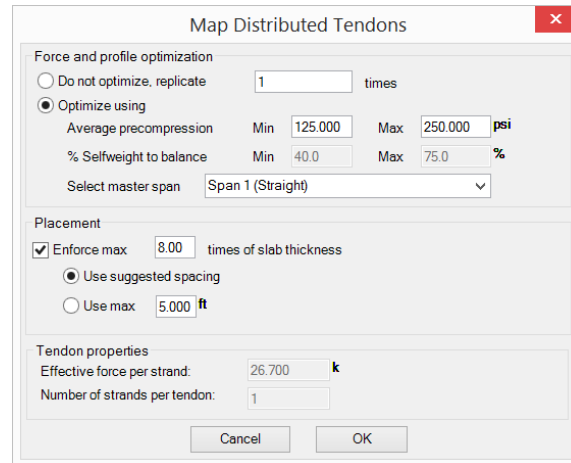 Map Distributed Tendons
Force and profile optimization
Do not optimize, replicate 1 times
Optimize using
Average precompression Min 125.000 Max 250.000 psi
% Selfweight to balance Min 40.0 Max 75.0 %
Select master span Span 1 (Straight)
Placement
Enforce max 8.00 times of slab thickness
Use suggested spacing
Use max 5.000 ft
Tendon properties
Effective force per strand: 26.700 k
Number of strands per tendon: 1
Cancel OK